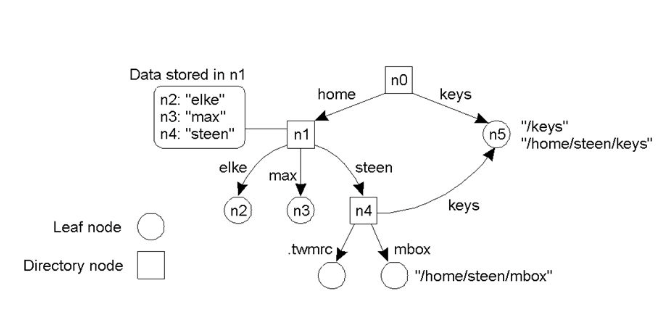 n0
Data stored in n1
home
keys
n2: "elke"
n3: "max"
n4: "steen"
n1
n5
"/keys"
"/home/steen/keys"
elke
max
steen
n2
n3
n4
keys
Leaf node
.twmrc
mbox
Directory node
"/home/steen/mbox"